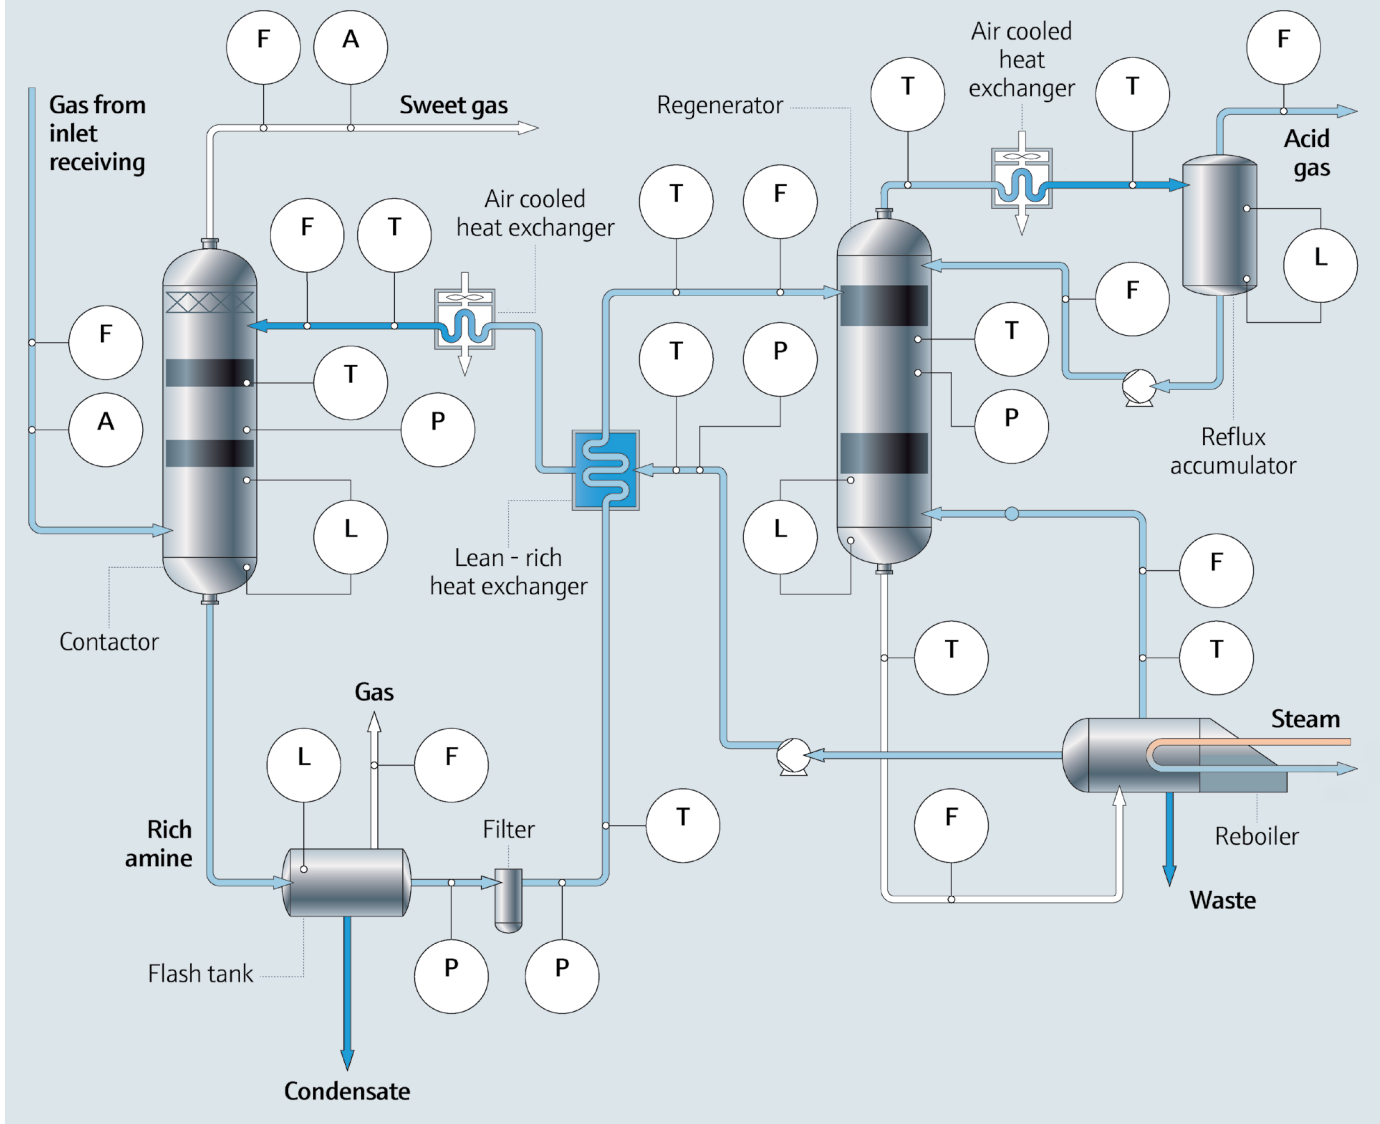 F
A
Gas from
inlet
receiving
Sweet gas
Air cooled
heat
exchanger
F
T
T
Regenerator
Acid
gas
Air cooled
heat exchanger
F
T
T
F
L
F
F
T
T
P
T
A
P
P
Reflux
accumulator
L
L
Lean - rich
heat exchanger
F
Contactor
T
T
Gas
Steam
L
F
F
T
Rich
amine
Filter
Reboiler
Waste
P
P
Flash tank
Condensate